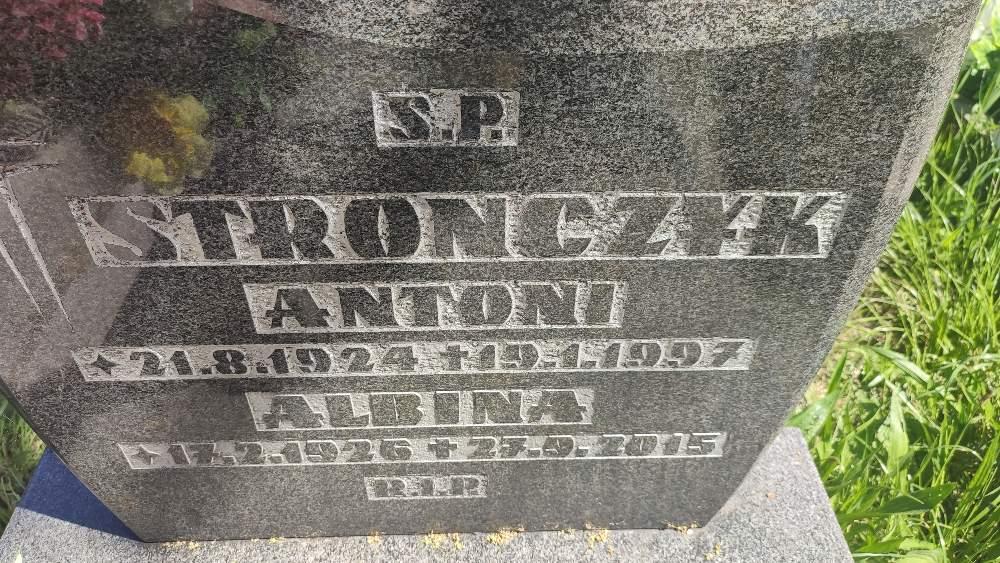 S.P.
STRONCZYK
ANTONI
✦ 21.8.1924 ✝19.1.1997
ALBINA
✦ 17.2.1926 ✝ 27.9.2015
R.I.P.